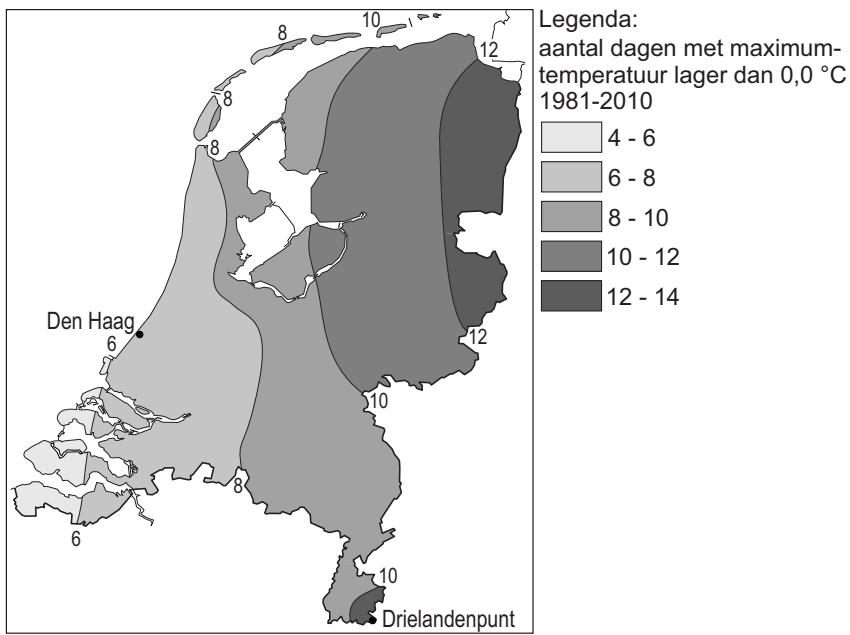 Legenda:
aantal dagen met maximum-
temperatuur lager dan 0,0 °C
1981-2010
4 - 6
6 - 8
8 - 10
10 - 12
12 - 14
8
10
12
8
8
Den Haag
6
12
10
8
6
10
Drielandenpunt